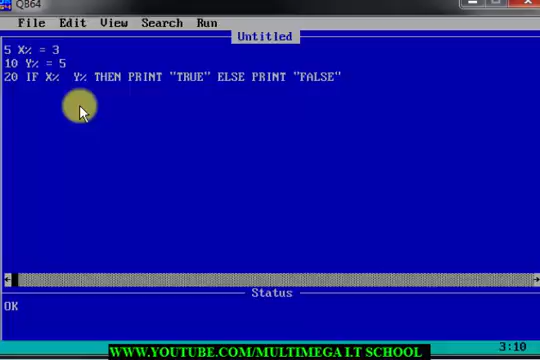 QB64
File Edit View Search Run
Untitled
5 X% = 3
10 Y% = 5
20 IF X%  Y% THEN PRINT "TRUE" ELSE PRINT "FALSE"
Status
OK
WWW.YOUTUBE.COM/MULTIMEGA I.T SCHOOL
3:10